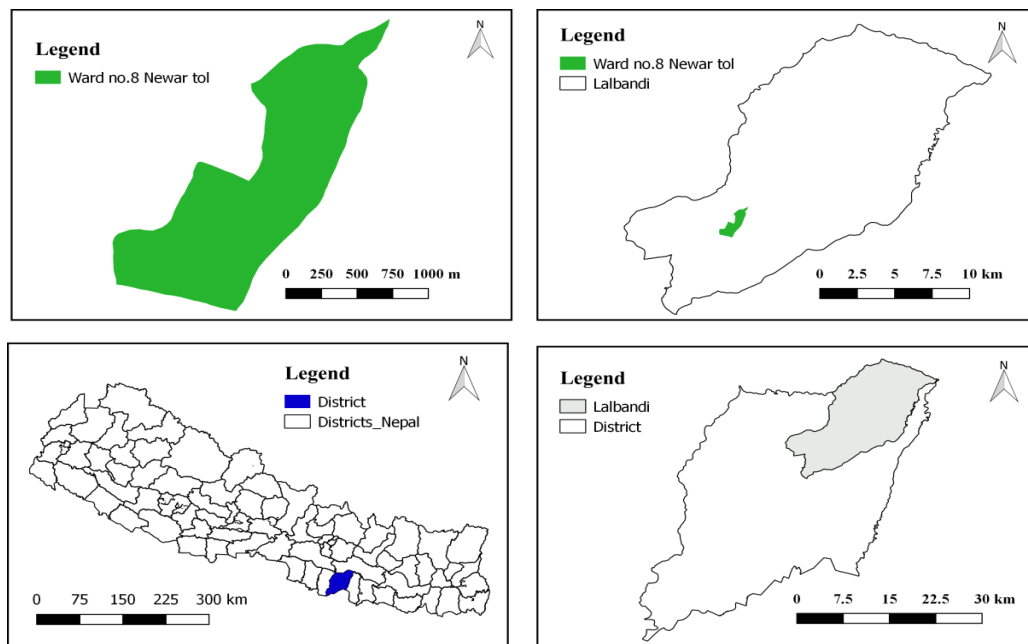 Legend
N
Ward no.8 Newar tol
0 250 500 750 1000 m
Legend
N
Ward no.8 Newar tol
Lalbandi
0 2.5 5 7.5 10 km
Legend
N
District
Districts_Nepal
0 75 150 225 300 km
Legend
N
Lalbandi
District
0 7.5 15 22.5 30 km